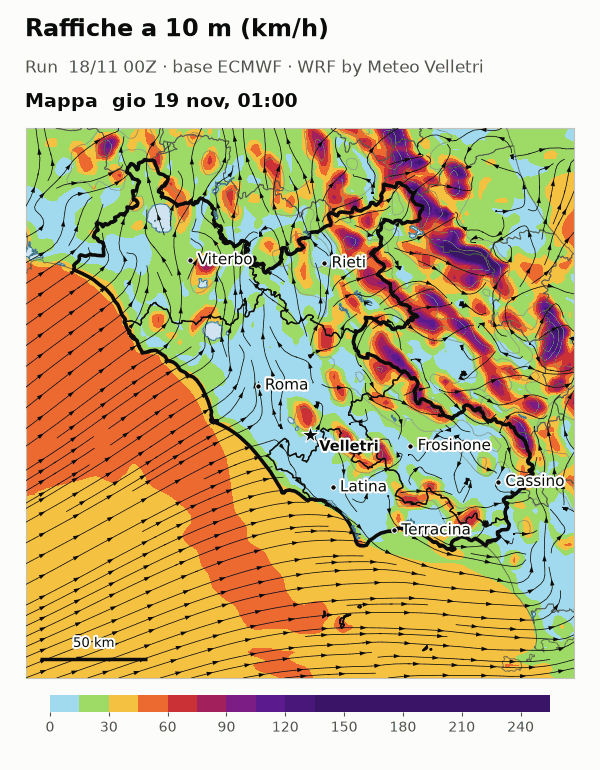 Raffiche a 10 m (km/h)
Run 18/11 00Z · base ECMWF · WRF by Meteo Velletri
Mappa gio 19 nov, 01:00
Viterbo
Rieti
Roma
Velletri
Frosinone
Cassino
Latina
Terracina
50 km
0 30 60 90 120 150 180 210 240